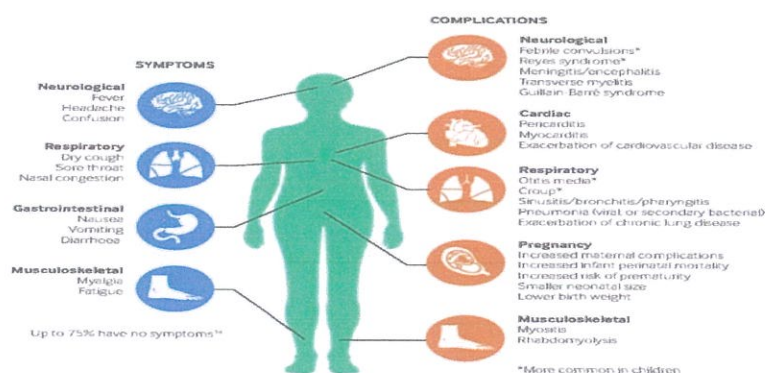 SYMPTOMS
Neurological
Fever
Headache
Confusion
Respiratory
Dry cough
Sore throat
Nasal congestion
Gastrointestinal
Nausea
Vomiting
Diarrhoea
Musculoskeletal
Myalgia
Fatigue
Up to 75% have no symptoms
COMPLICATIONS
Neurological
Febrile convulsions*
Reyes syndrome*
Meningitis/encephalitis
Transverse myelitis
Guillain-Barré syndrome
Cardiac
Pericarditis
Myocarditis
Exacerbation of cardiovascular disease
Respiratory
Otitis media*
Croup*
Sinusitis/bronchitis/pharyngitis
Pneumonia (viral, or secondary bacterial)
Exacerbation of chronic lung disease
Pregnancy
Increased maternal complications
Increased infant perinatal mortality
Increased risk of prematurity
Smaller neonatal size
Lower birth weight
Musculoskeletal
Myositis
Rhabdomyolysis
*More common in children